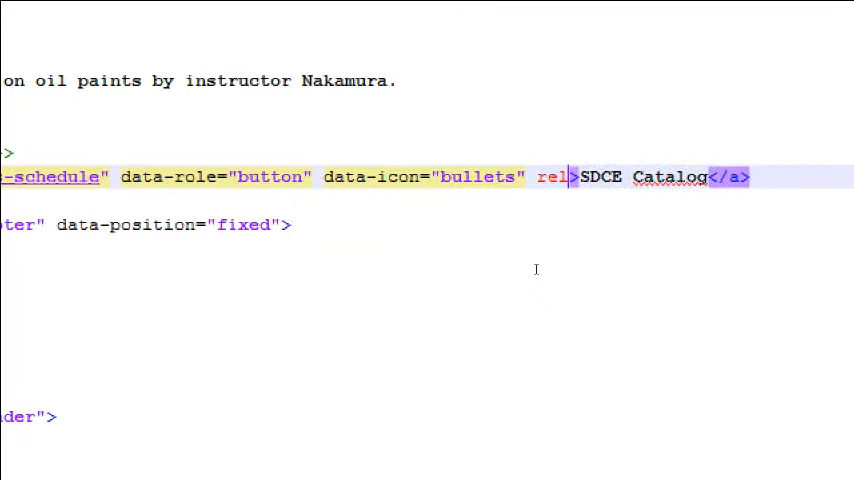 on oil paints by instructor Nakamura.
>
-schedule" data-role="button" data-icon="bullets" rel>SDCE Catalog</a>
ter" data-position="fixed">
der">